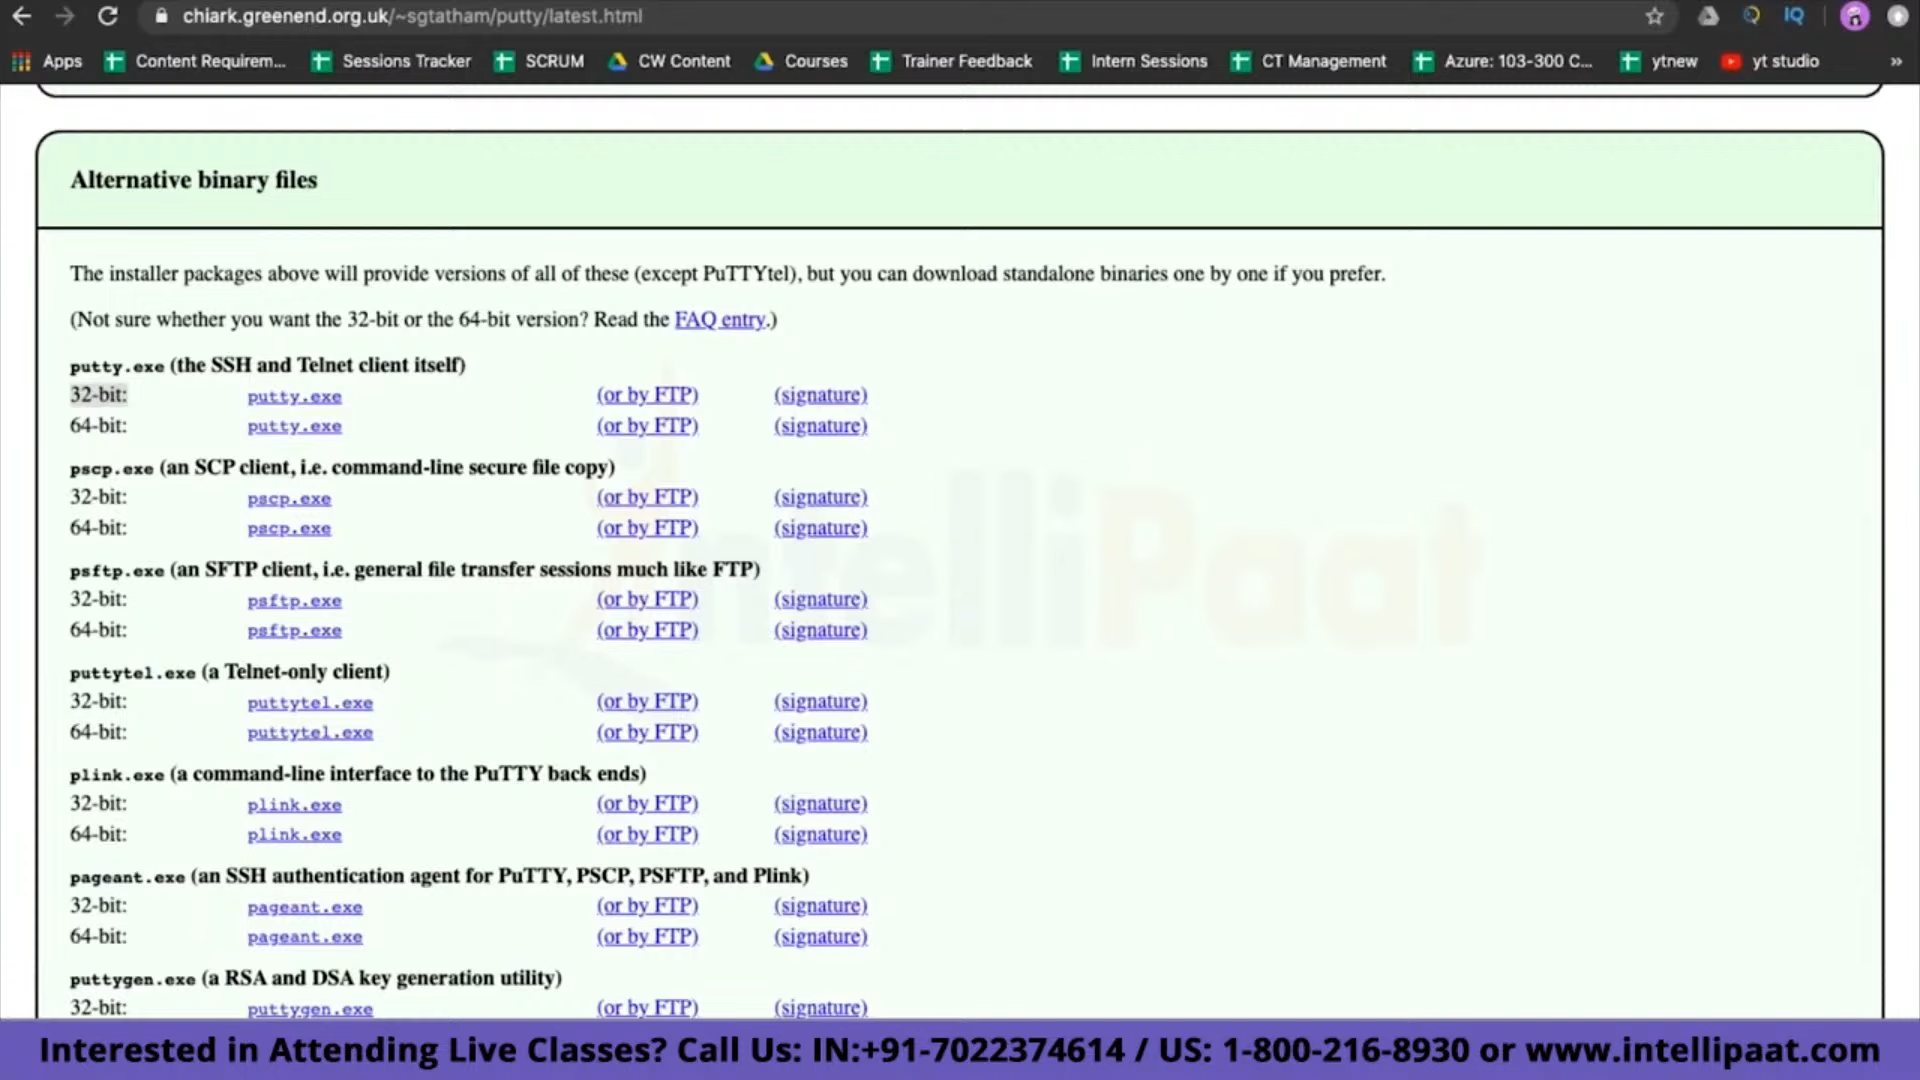 chiark.greenend.org.uk/~sgtatham/putty/latest.html
IQ
Apps Content Requirem... Sessions Tracker SCRUM CW Content Courses Trainer Feedback Intern Sessions CT Management Azure: 103-300 C... ytnew yt studio »
Alternative binary files
The installer packages above will provide versions of all of these (except PuTTYtel), but you can download standalone binaries one by one if you prefer.
(Not sure whether you want the 32-bit or the 64-bit version? Read the FAQ entry.)
putty.exe (the SSH and Telnet client itself)
32-bit: putty.exe (or by FTP) (signature)
64-bit: putty.exe (or by FTP) (signature)
pscp.exe (an SCP client, i.e. command-line secure file copy)
32-bit: pscp.exe (or by FTP) (signature)
64-bit: pscp.exe (or by FTP) (signature)
psftp.exe (an SFTP client, i.e. general file transfer sessions much like FTP)
32-bit: psftp.exe (or by FTP) (signature)
64-bit: psftp.exe (or by FTP) (signature)
puttytel.exe (a Telnet-only client)
32-bit: puttytel.exe (or by FTP) (signature)
64-bit: puttytel.exe (or by FTP) (signature)
plink.exe (a command-line interface to the PuTTY back ends)
32-bit: plink.exe (or by FTP) (signature)
64-bit: plink.exe (or by FTP) (signature)
pageant.exe (an SSH authentication agent for PuTTY, PSCP, PSFTP, and Plink)
32-bit: pageant.exe (or by FTP) (signature)
64-bit: pageant.exe (or by FTP) (signature)
puttygen.exe (a RSA and DSA key generation utility)
32-bit: puttygen.exe (or by FTP) (signature)
IntelliPaat
Interested in Attending Live Classes? Call Us: IN:+91-7022374614 / US: 1-800-216-8930 or www.intellipaat.com